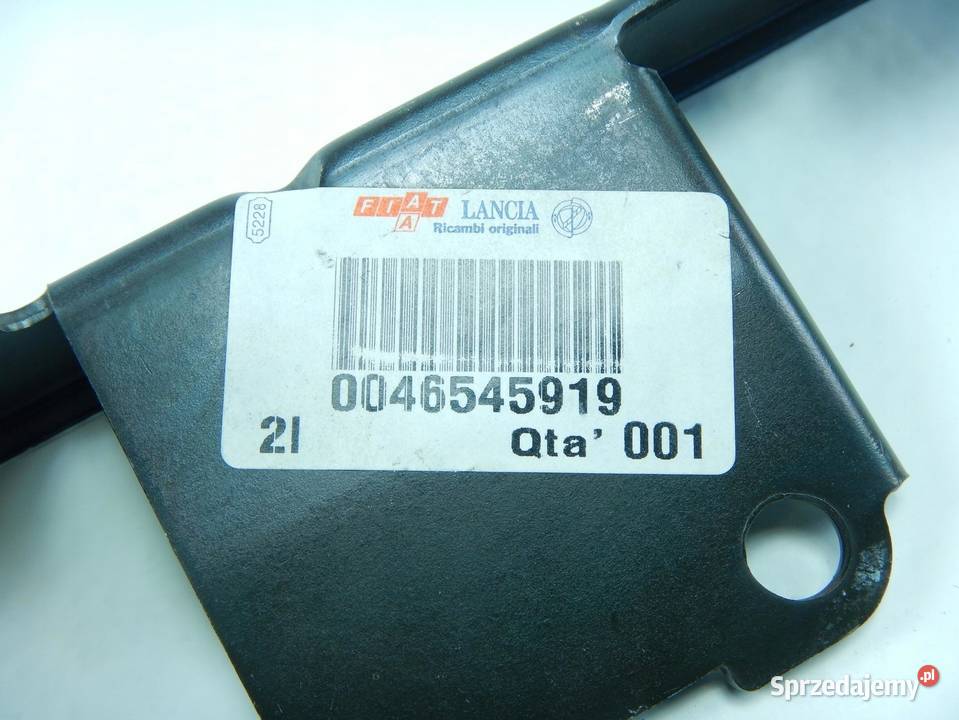 5228
FIAT
A
A
LANCIA
Ricambi originali
0046545919
2I
Qta' 001
Sprzedajemy.pl